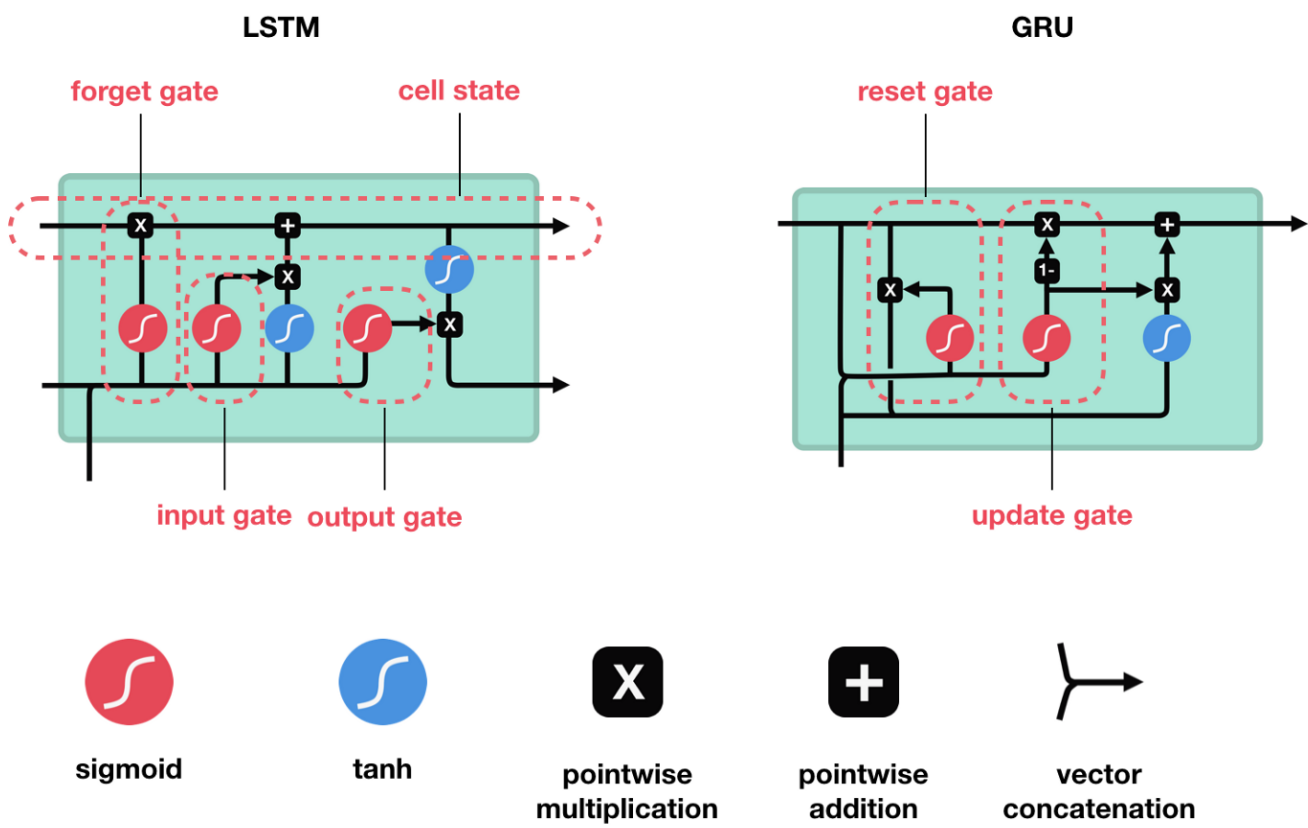 LSTM
GRU
forget gate
cell state
reset gate
X
+
X
+
X
1-
X
X
X
input gate
output gate
update gate
X
+
sigmoid
tanh
pointwise
multiplication
pointwise
addition
vector
concatenation